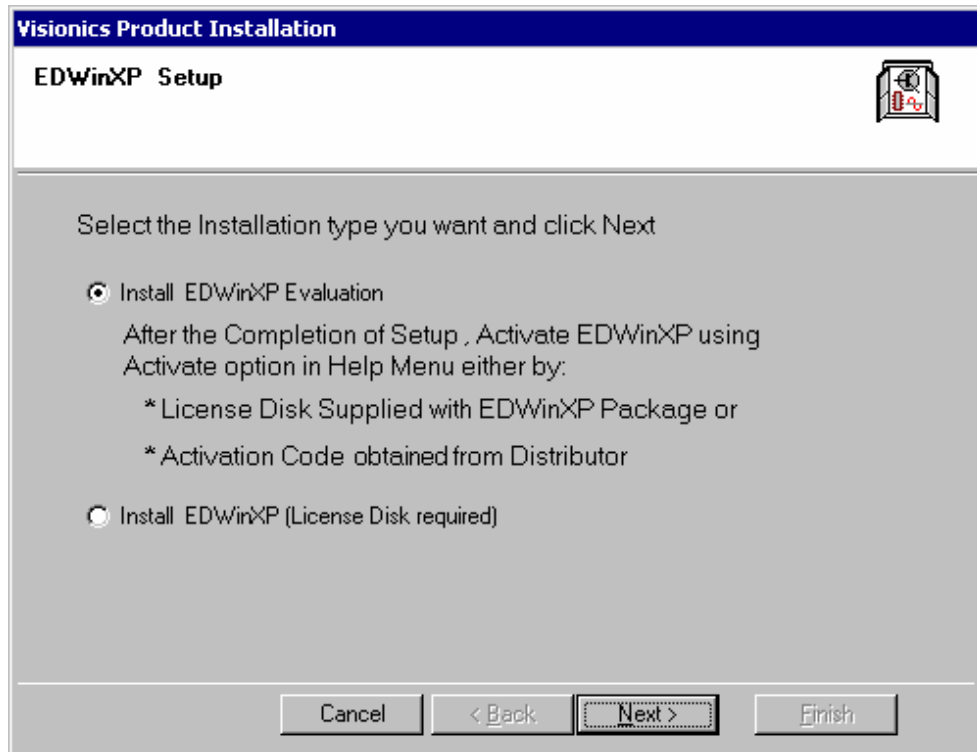 Visionics Product Installation
EDWinXP Setup
Select the Installation type you want and click Next
Install EDWinXP Evaluation
After the Completion of Setup , Activate EDWinXP using
Activate option in Help Menu either by:
* License Disk Supplied with EDWinXP Package or
* Activation Code obtained from Distributor
Install EDWinXP (License Disk required)
Cancel < Back Next > Finish